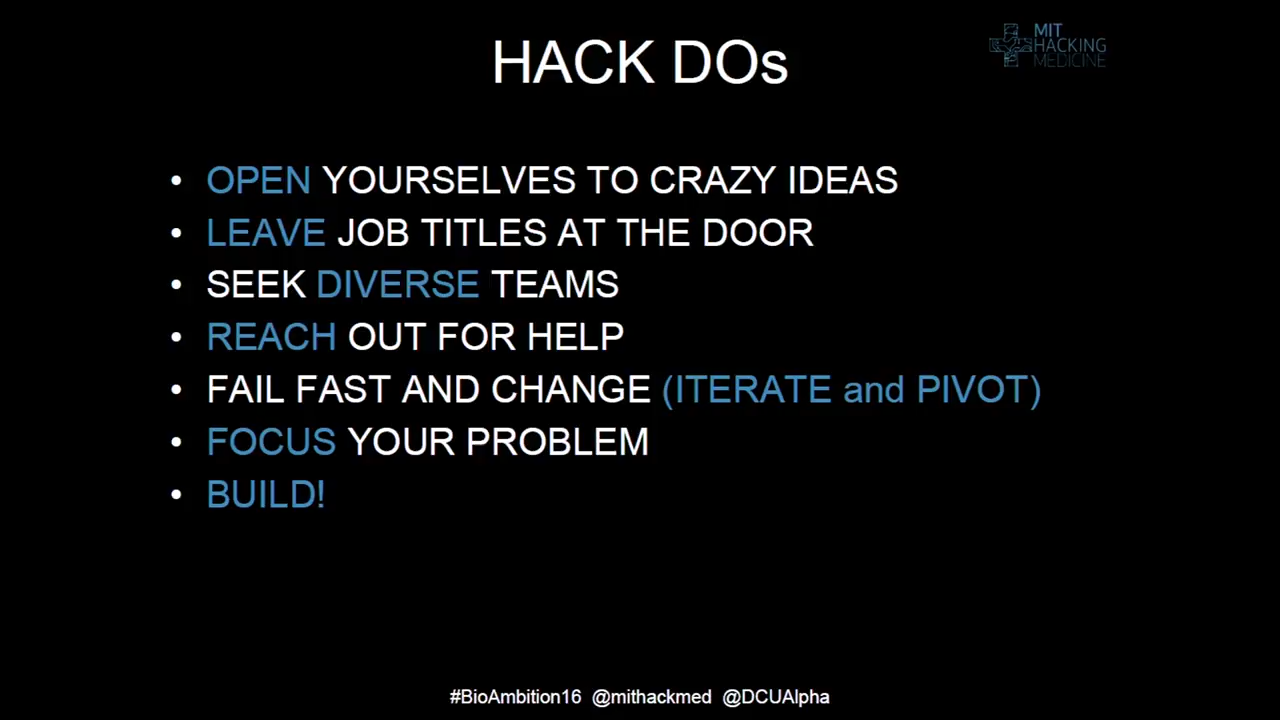 HACK DOs
MIT
HACKING
MEDICINE
• OPEN YOURSELVES TO CRAZY IDEAS
• LEAVE JOB TITLES AT THE DOOR
• SEEK DIVERSE TEAMS
• REACH OUT FOR HELP
• FAIL FAST AND CHANGE (ITERATE and PIVOT)
• FOCUS YOUR PROBLEM
• BUILD!
#BioAmbition16 @mithackmed @DCUAlpha